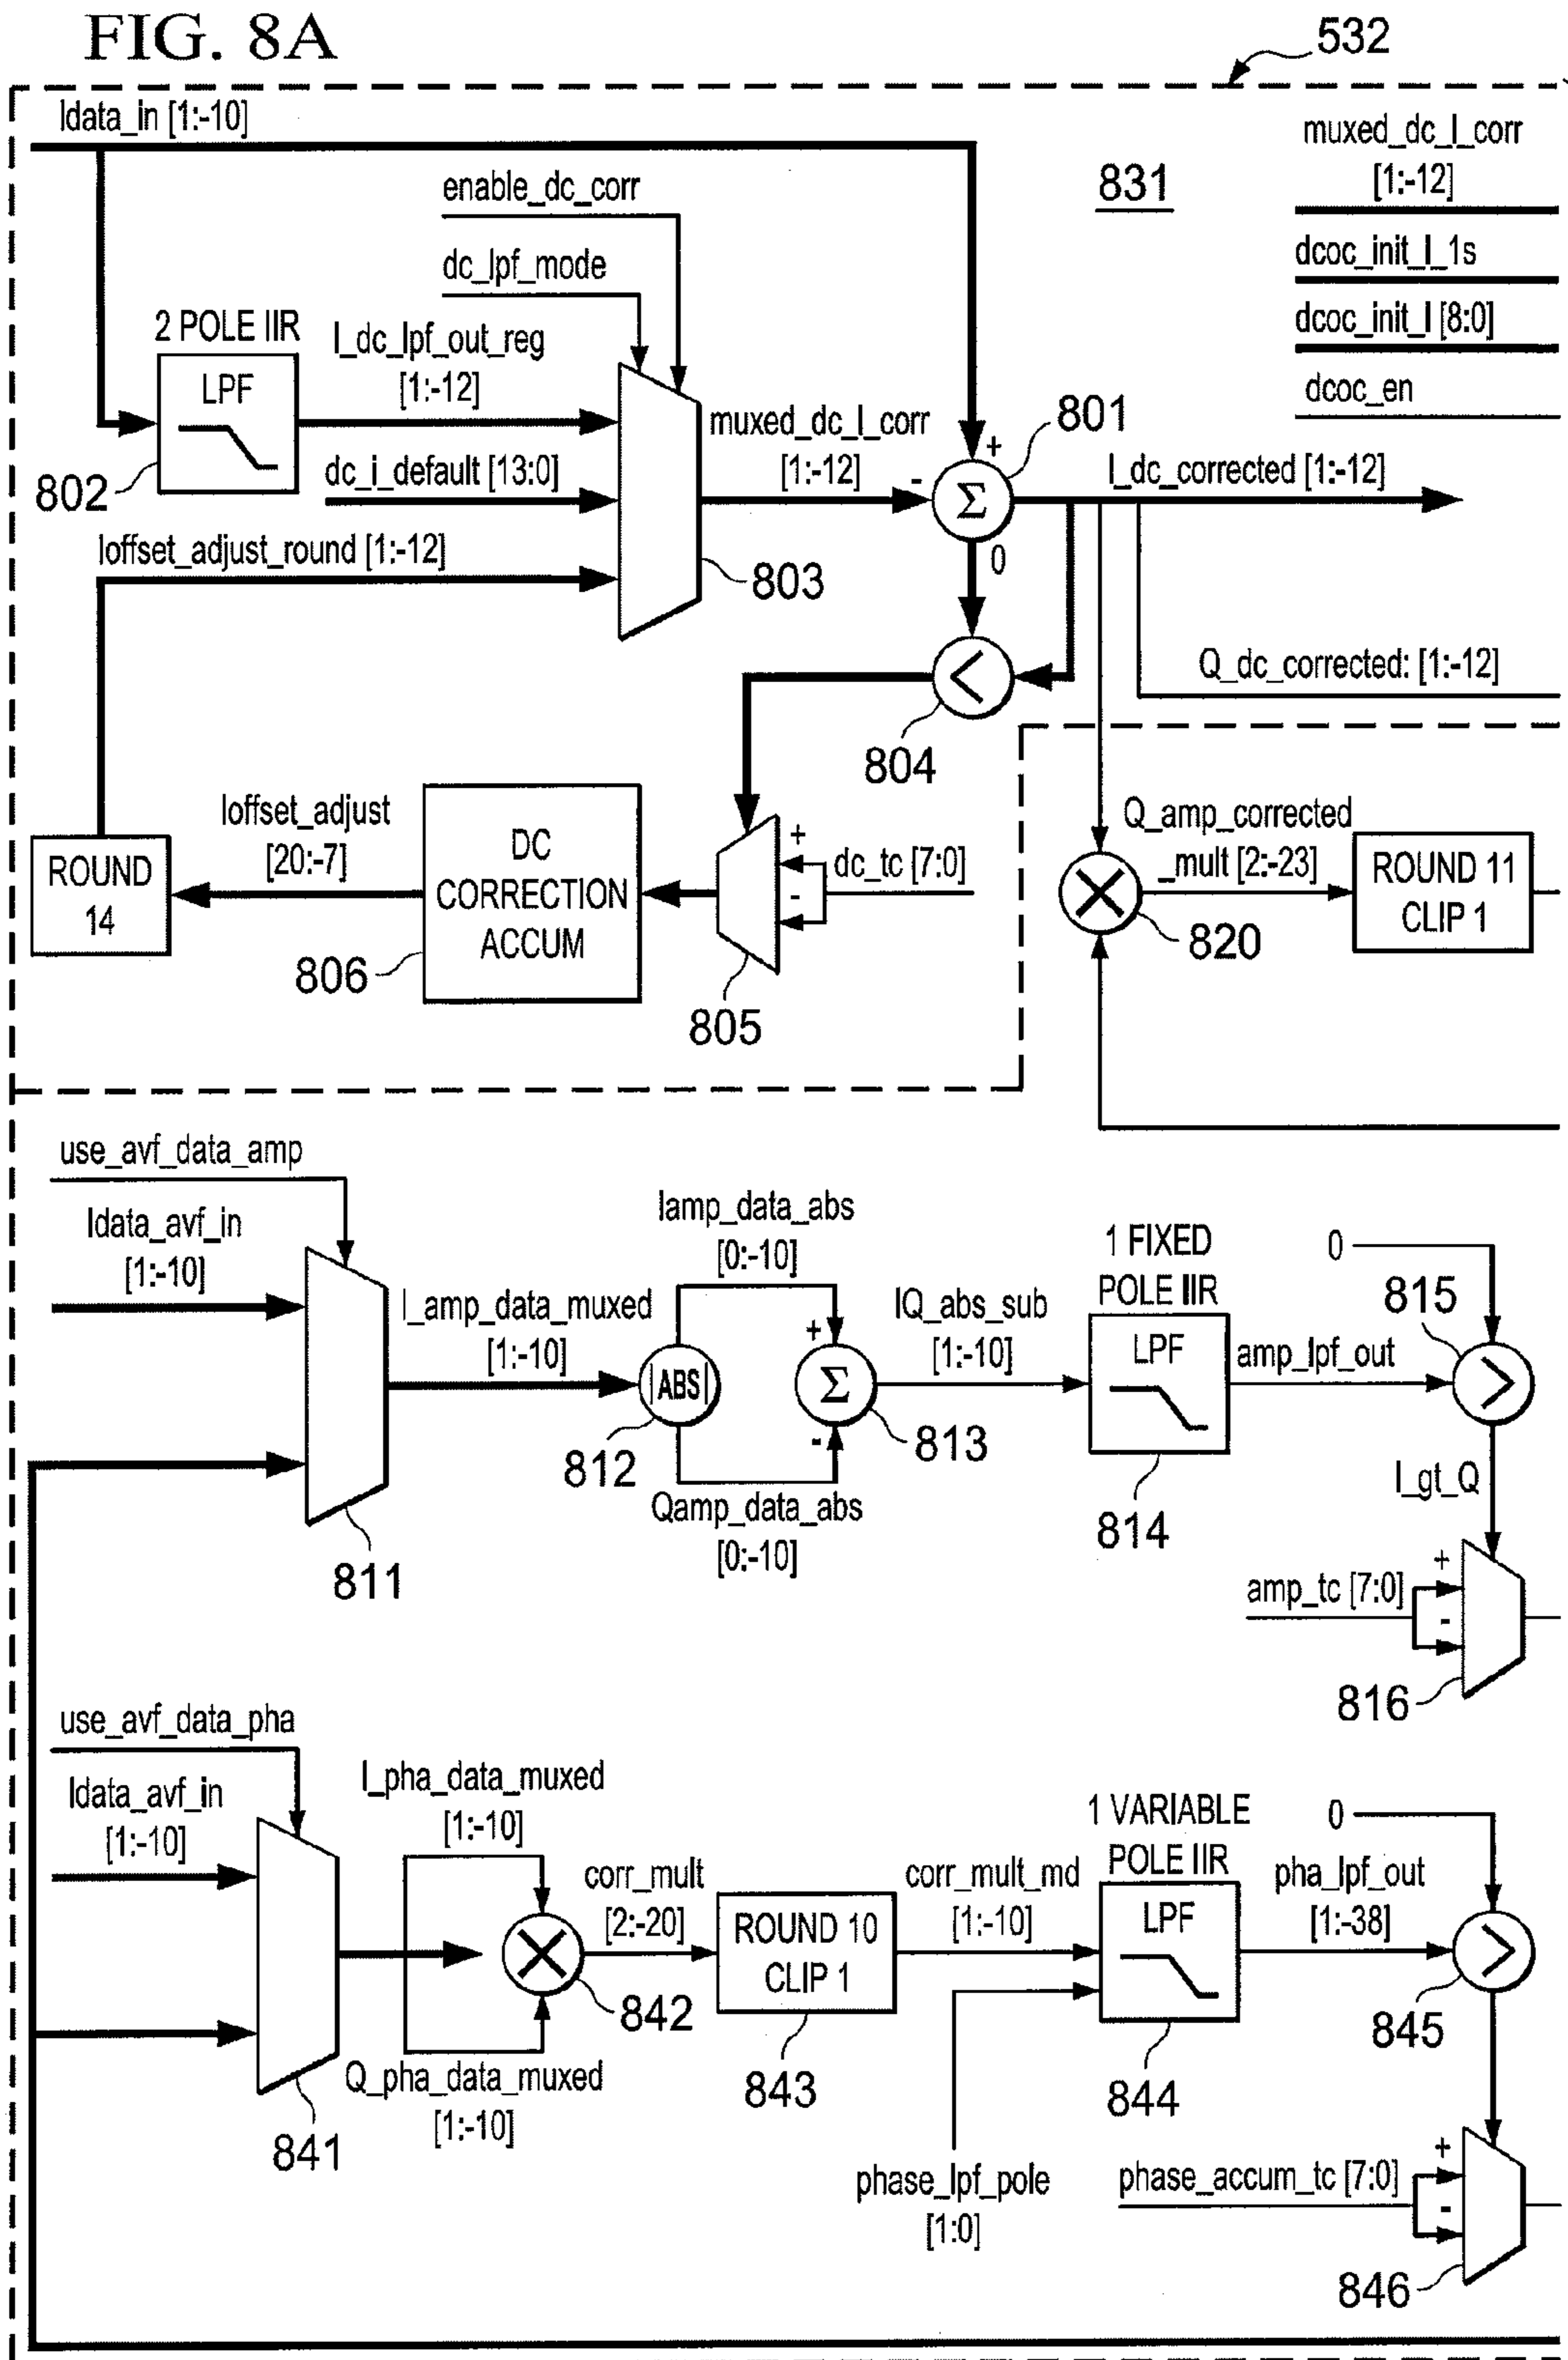 FIG. 8A
532
Idata_in [1:-10]
muxed_dc_I_corr
[1:-12]
enable_dc_corr
831
dcoc_init_I_1s
dc_lpf_mode
dcoc_init_I [8:0]
2 POLE IIR
I_dc_lpf_out_reg
[1:-12]
dcoc_en
LPF
muxed_dc_I_corr
[1:-12]
801
+
-
Σ
I_dc_corrected [1:-12]
802
dc_i_default [13:0]
0
Ioffset_adjust_round [1:-12]
803
<
Q_dc_corrected: [1:-12]
804
Ioffset_adjust
[20:-7]
DC
CORRECTION
ACCUM
+
-
dc_tc [7:0]
Q_amp_corrected
_mult [2:-23]
ROUND
14
ROUND 11
CLIP 1
806
820
805
use_avf_data_amp
Idata_avf_in
[1:-10]
Iamp_data_abs
[0:-10]
1 FIXED
POLE IIR
0
815
I_amp_data_muxed
[1:-10]
IQ_abs_sub
[1:-10]
LPF
amp_lpf_out
|ABS|
+
Σ
-
>
812
813
Qamp_data_abs
[0:-10]
814
I_gt_Q
811
amp_tc [7:0]
+
-
816
use_avf_data_pha
Idata_avf_in
[1:-10]
I_pha_data_muxed
[1:-10]
1 VARIABLE
POLE IIR
0
corr_mult
[2:-20]
corr_mult_md
[1:-10]
LPF
pha_lpf_out
[1:-38]
ROUND 10
CLIP 1
>
842
845
Q_pha_data_muxed
[1:-10]
843
844
841
phase_lpf_pole
[1:0]
phase_accum_tc [7:0]
+
-
846